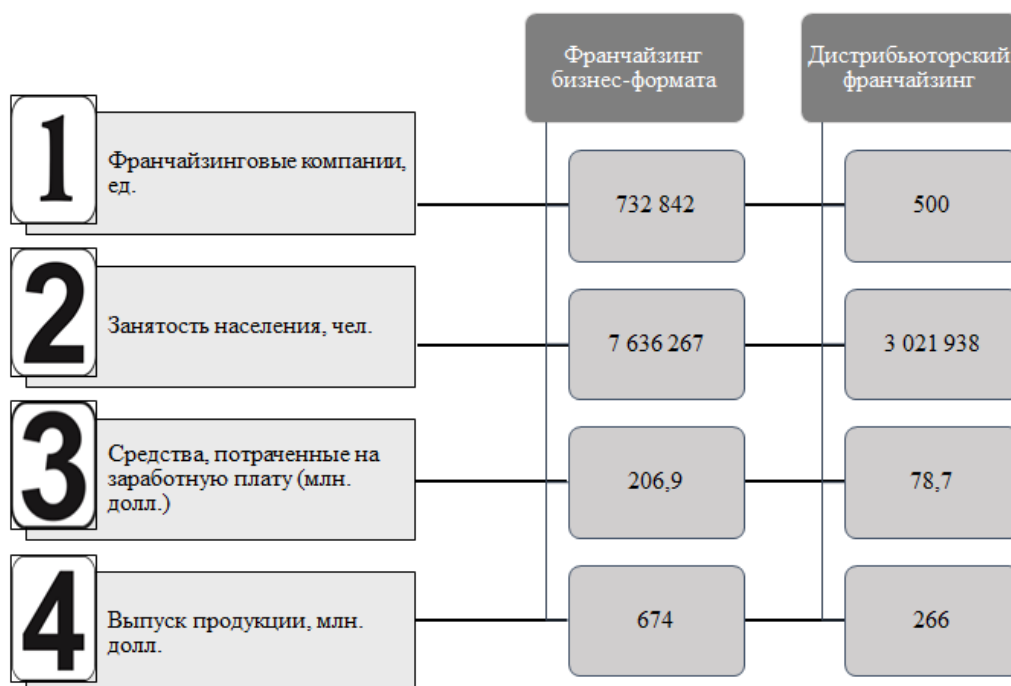 Франчайзинг
бизнес-формата
Дистрибьюторский
франчайзинг
1
Франчайзинговые компании,
ед.
732 842
500
2
Занятость населения, чел.
7 636 267
3 021 938
3
Средства, потраченные на
заработную плату (млн.
долл.)
206,9
78,7
4
Выпуск продукции, млн.
долл.
674
266